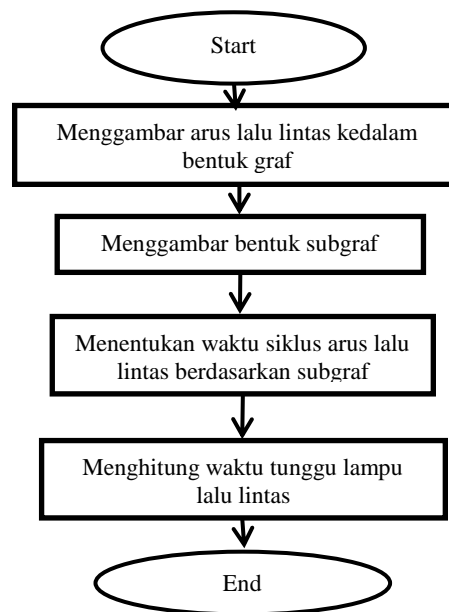 Start
Menggambar arus lalu lintas kedalam
bentuk graf
Menggambar bentuk subgraf
Menentukan waktu siklus arus lalu
lintas berdasarkan subgraf
Menghitung waktu tunggu lampu
lalu lintas
End